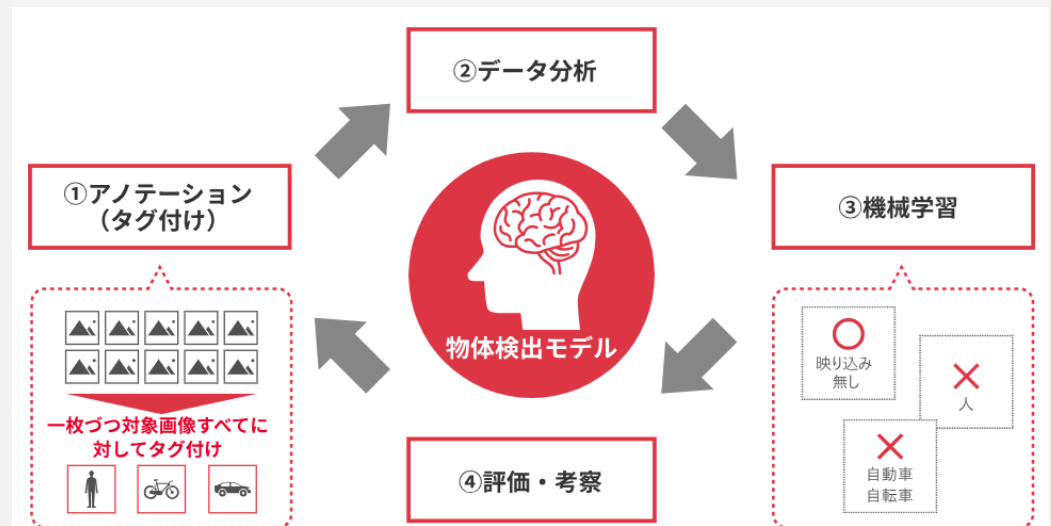 ②データ分析
①アノテーション
（タグ付け）
③機械学習
物体検出モデル
一枚づつ対象画像すべてに
対してタグ付け
映り込み
無し
人
自動車
自転車
④評価・考察